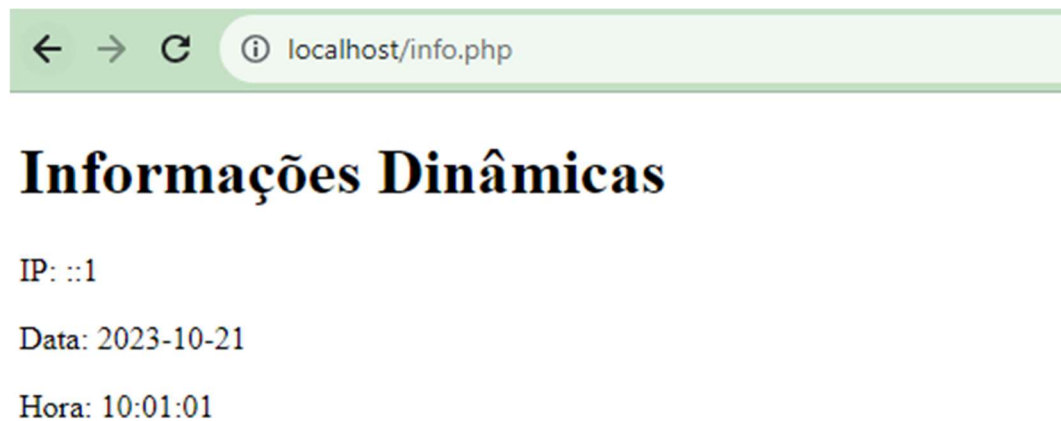 localhost/info.php
Informações Dinâmicas
IP: ::1
Data: 2023-10-21
Hora: 10:01:01